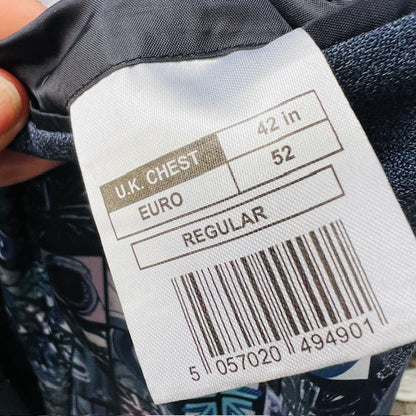 U.K. CHEST 42 in
EURO 52
REGULAR
5 057020 494901